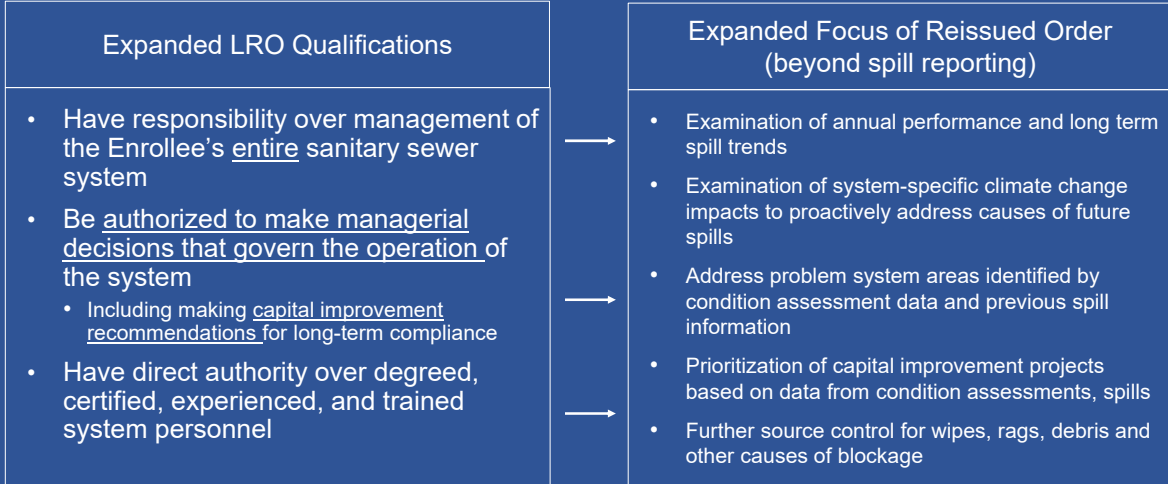 Expanded LRO Qualifications
• Have responsibility over management of
the Enrollee's entire sanitary sewer
system
• Be authorized to make managerial
decisions that govern the operation of
the system
• Including making capital improvement
recommendations for long-term compliance
• Have direct authority over degreed,
certified, experienced, and trained
system personnel
Expanded Focus of Reissued Order
(beyond spill reporting)
• Examination of annual performance and long term
spill trends
• Examination of system-specific climate change
impacts to proactively address causes of future
spills
• Address problem system areas identified by
condition assessment data and previous spill
information
• Prioritization of capital improvement projects
based on data from condition assessments, spills
• Further source control for wipes, rags, debris and
other causes of blockage